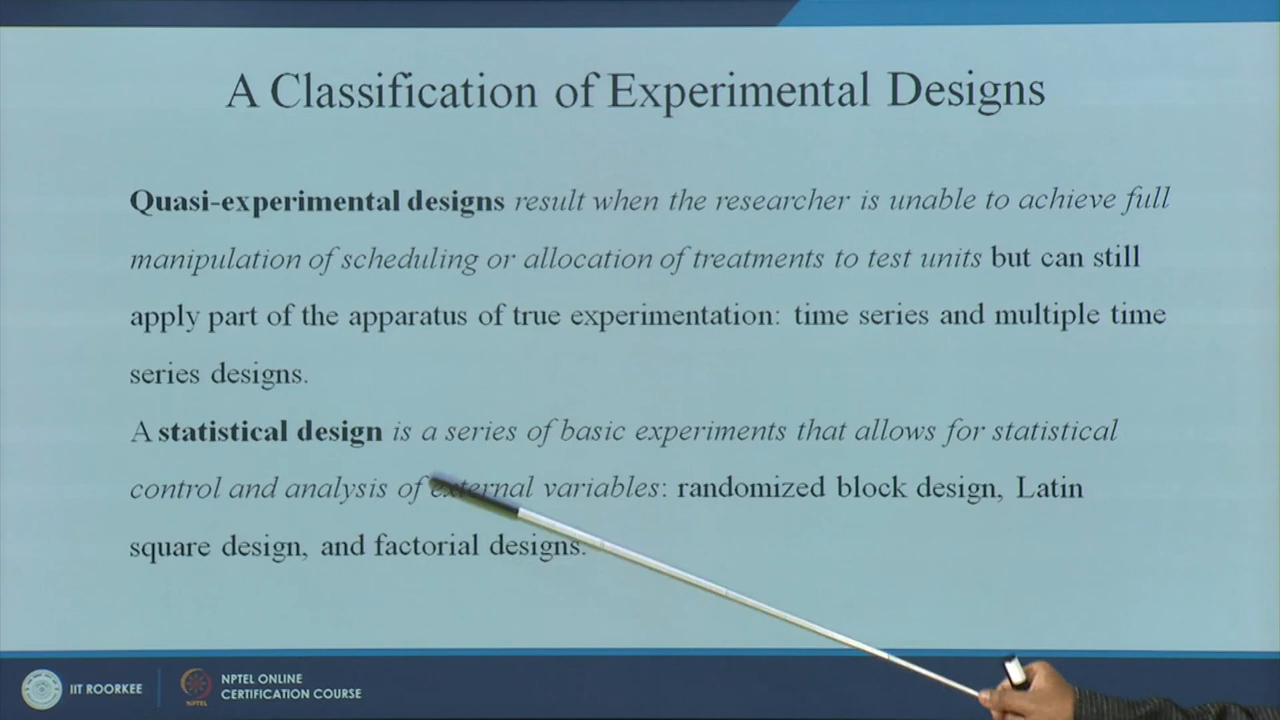 A Classification of Experimental Designs
Quasi-experimental designs result when the researcher is unable to achieve full
manipulation of scheduling or allocation of treatments to test units but can still
apply part of the apparatus of true experimentation: time series and multiple time
series designs.
A statistical design is a series of basic experiments that allows for statistical
control and analysis of external variables: randomized block design, Latin
square design, and factorial designs.
IIT ROORKEE
NPTEL
NPTEL ONLINE
CERTIFICATION COURSE